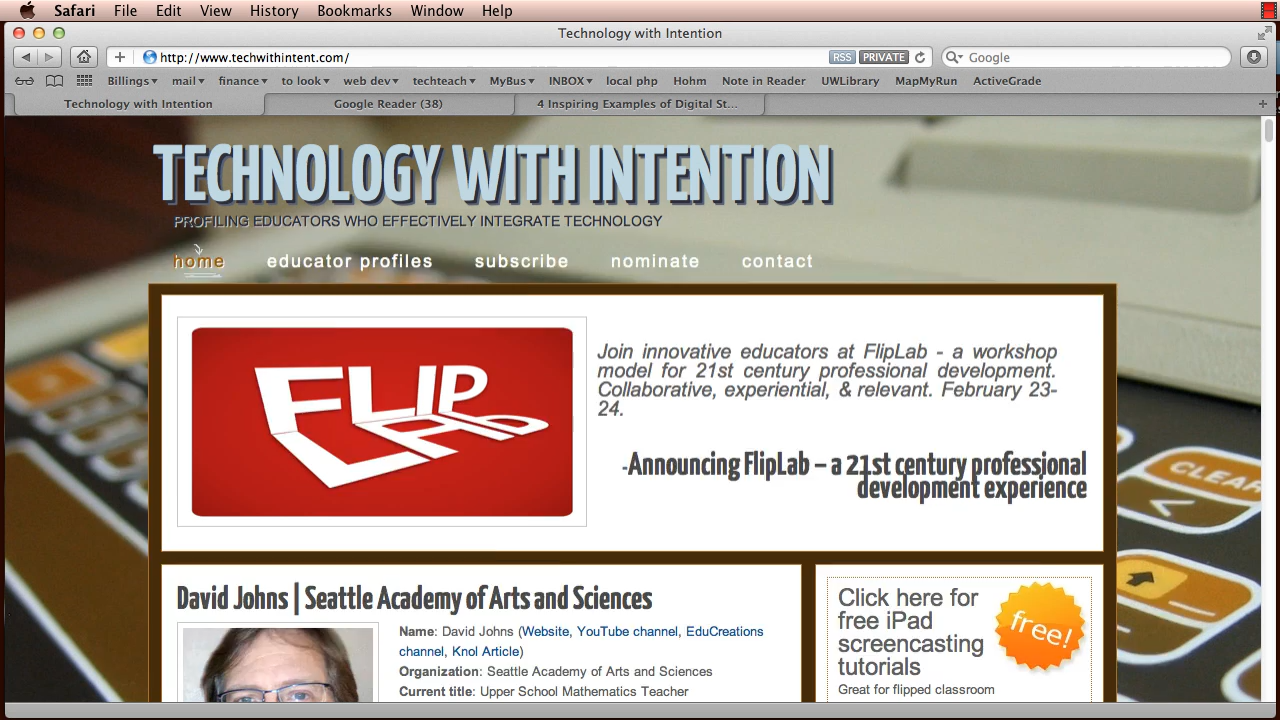 Safari File Edit View History Bookmarks Window Help
Technology with Intention
http://www.techwithintent.com/ RSS PRIVATE Google
Billings mail finance to look web dev techteach MyBus INBOX local php Hohm Note in Reader UWLibrary MapMyRun ActiveGrade
Technology with Intention Google Reader (38) 4 Inspiring Examples of Digital St...
TECHNOLOGY WITH INTENTION
PROFILING EDUCATORS WHO EFFECTIVELY INTEGRATE TECHNOLOGY
home educator profiles subscribe nominate contact
FLIP
LAb
Join innovative educators at FlipLab - a workshop
model for 21st century professional development.
Collaborative, experiential, & relevant. February 23-
24.
-Announcing FlipLab – a 21st century professional
development experience
CLEAR
<
David Johns | Seattle Academy of Arts and Sciences
Name: David Johns (Website, YouTube channel, EduCreations
channel, Knol Article)
Organization: Seattle Academy of Arts and Sciences
Current title: Upper School Mathematics Teacher
Click here for
free iPad
screencasting
tutorials
free!
Great for flipped classroom